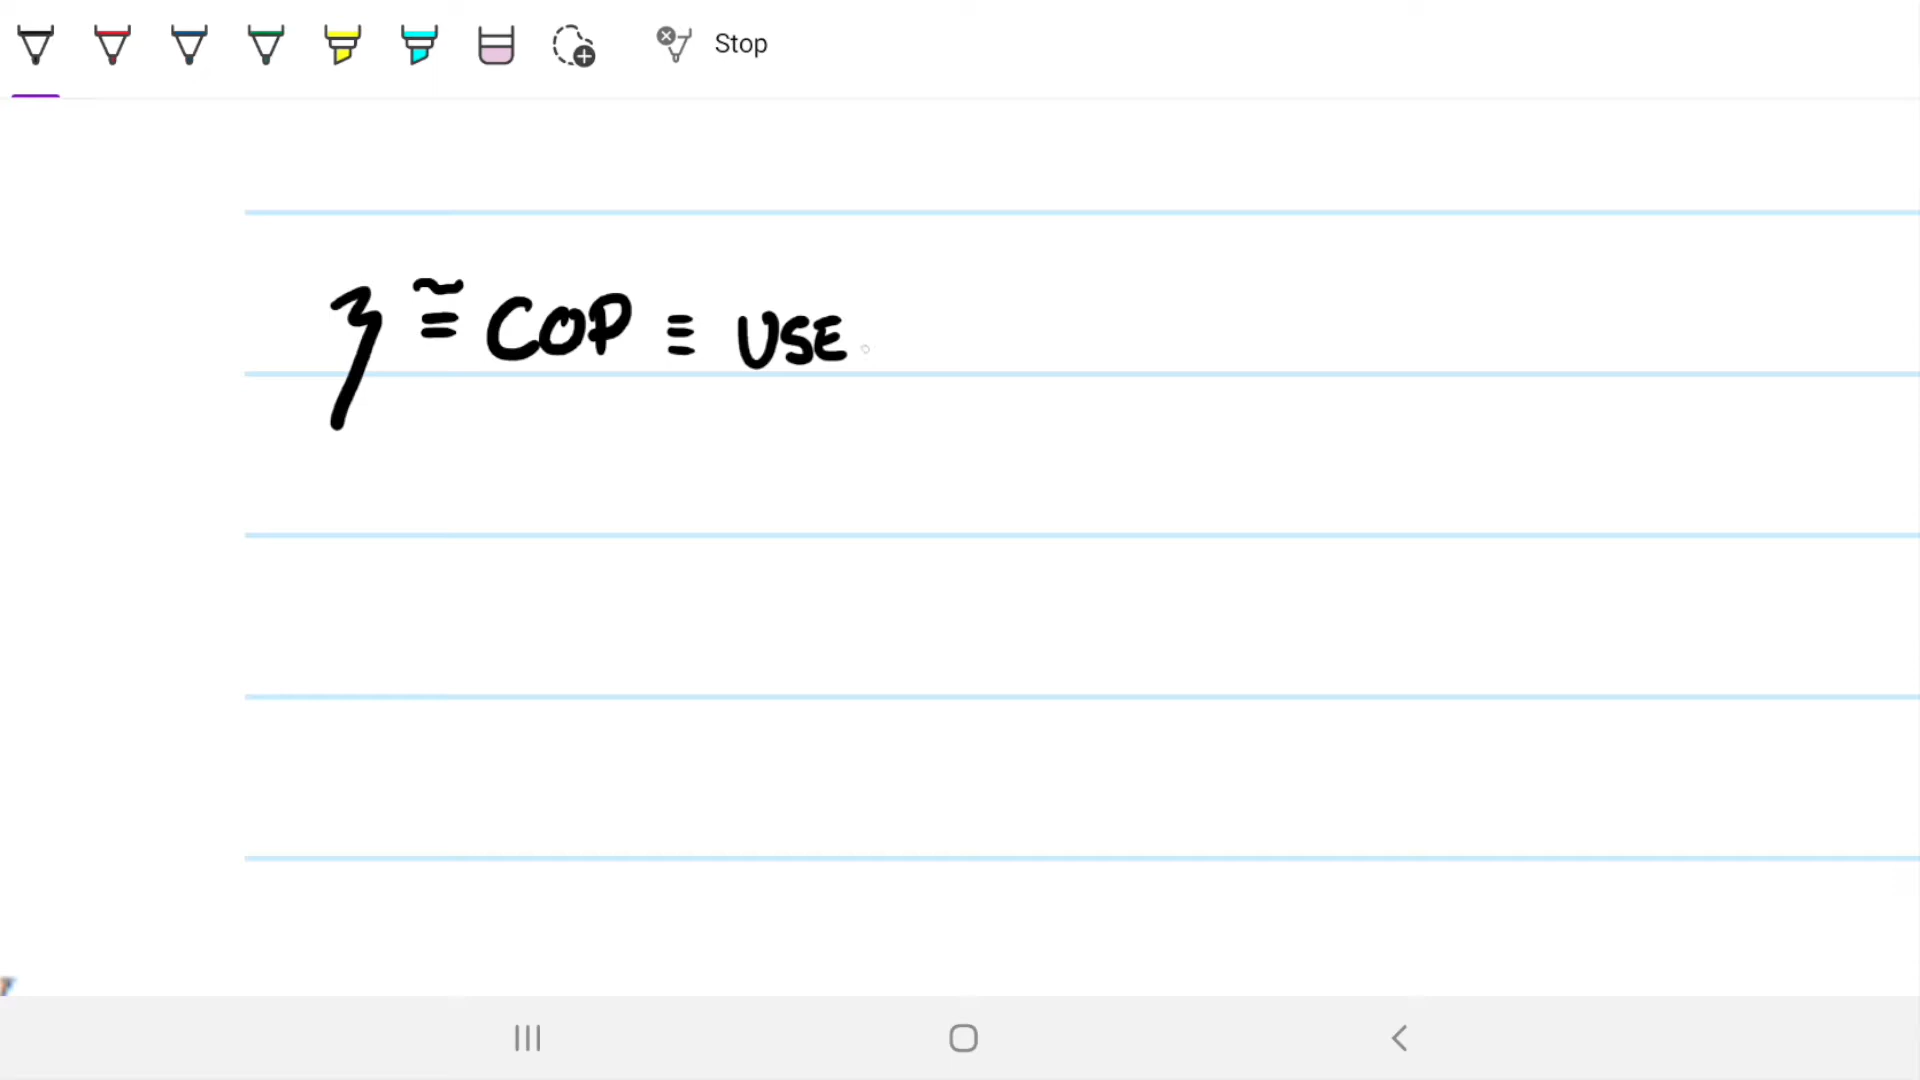 Stop
η ≅ COP ≡ USE